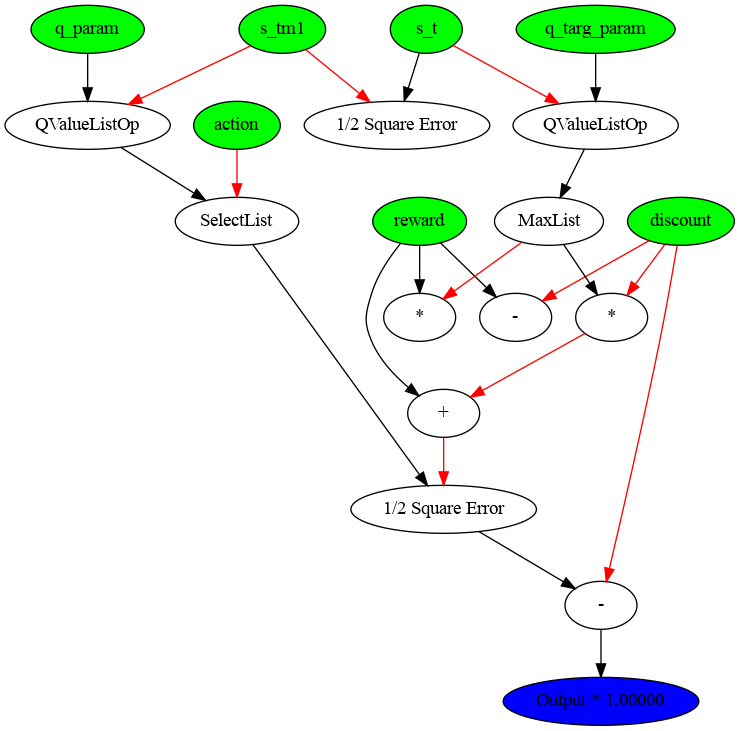 q_param
s_tm1
s_t
q_targ_param
QValueListOp
action
1/2 Square Error
QValueListOp
SelectList
reward
MaxList
discount
*
-
*
+
1/2 Square Error
-
Output * 1.00000